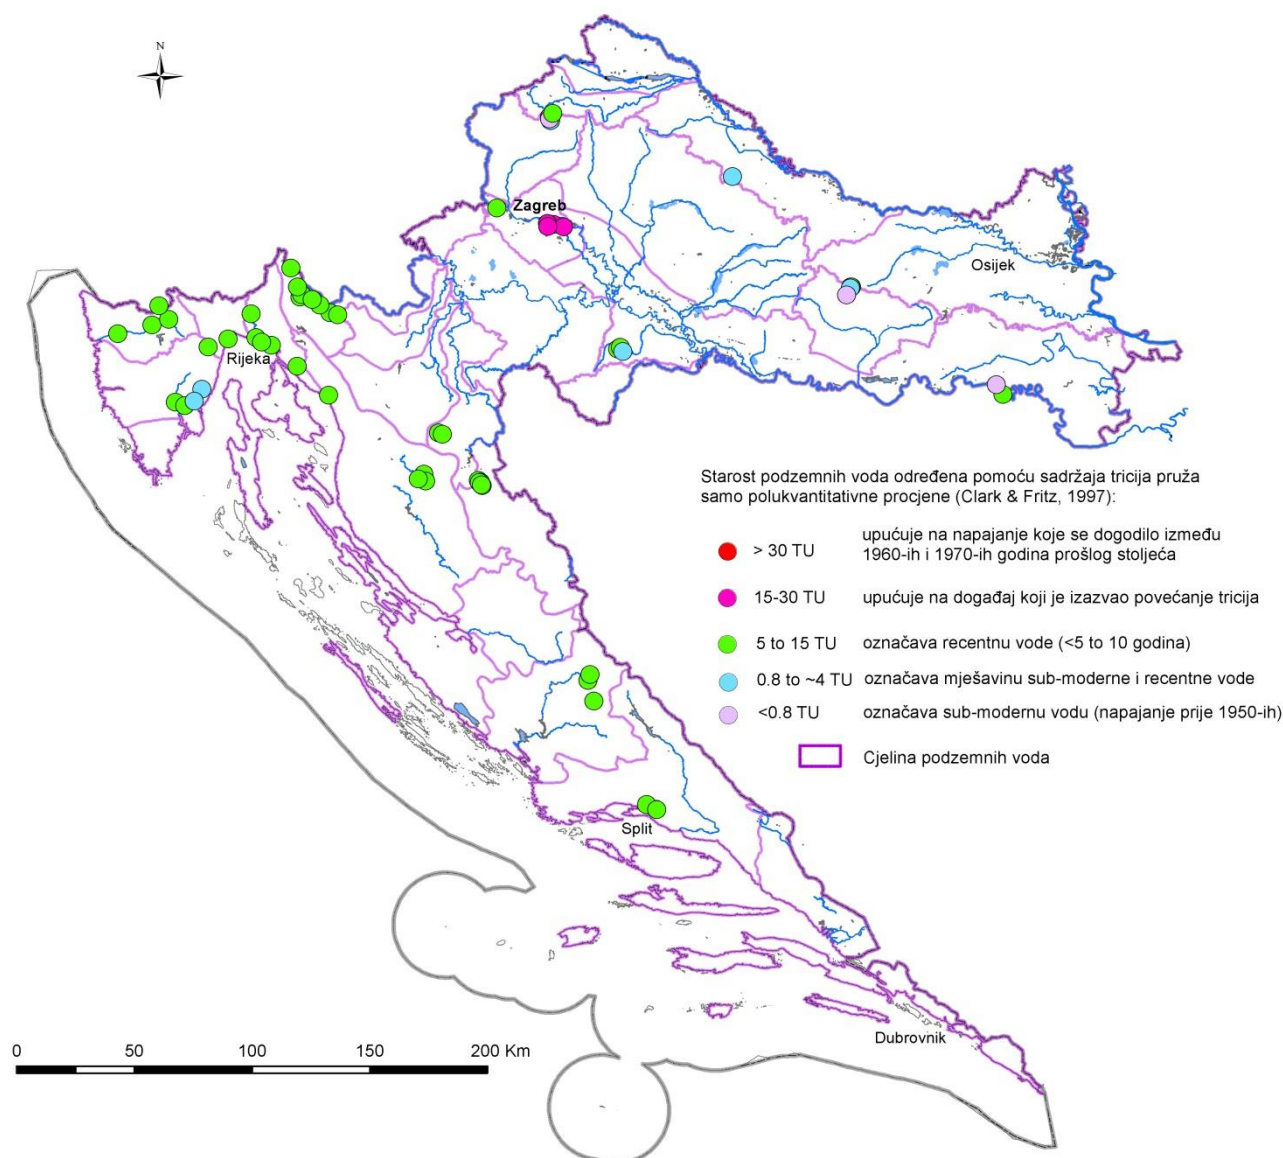 N
Zagreb
Osijek
Rijeka
Starost podzemnih voda određena pomoću sadržaja tricija pruža
samo polukvantitativne procjene (Clark & Fritz, 1997):
> 30 TU upućuje na napajanje koje se dogodilo između
1960-ih i 1970-ih godina prošlog stoljeća
15-30 TU upućuje na događaj koji je izazvao povećanje tricija
5 to 15 TU označava recentnu vode (<5 to 10 godina)
0.8 to ~4 TU označava mješavinu sub-moderne i recentne vode
<0.8 TU označava sub-modernu vodu (napajanje prije 1950-ih)
Cjelina podzemnih voda
Split
Dubrovnik
0 50 100 150 200 Km